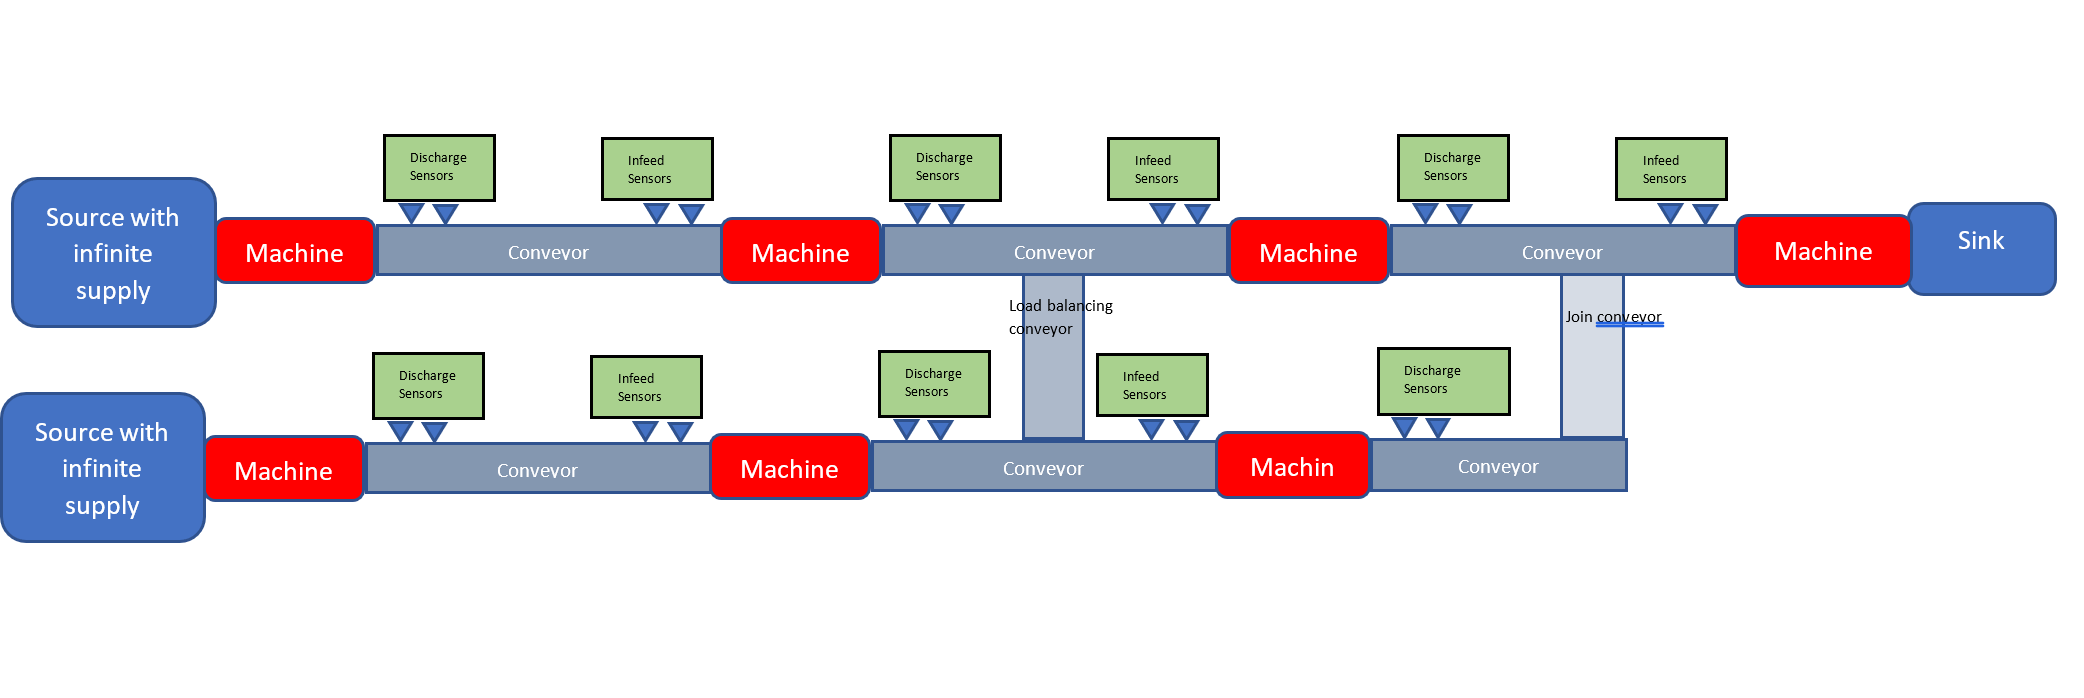 Discharge
Sensors
Infeed
Sensors
Discharge
Sensors
Infeed
Sensors
Discharge
Sensors
Infeed
Sensors
Source with
infinite
supply
Machine
Conveyor
Machine
Conveyor
Machine
Conveyor
Machine
Sink
Load balancing
conveyor
Join conveyor
Discharge
Sensors
Infeed
Sensors
Discharge
Sensors
Infeed
Sensors
Discharge
Sensors
Source with
infinite
supply
Machine
Conveyor
Machine
Conveyor
Machin
Conveyor